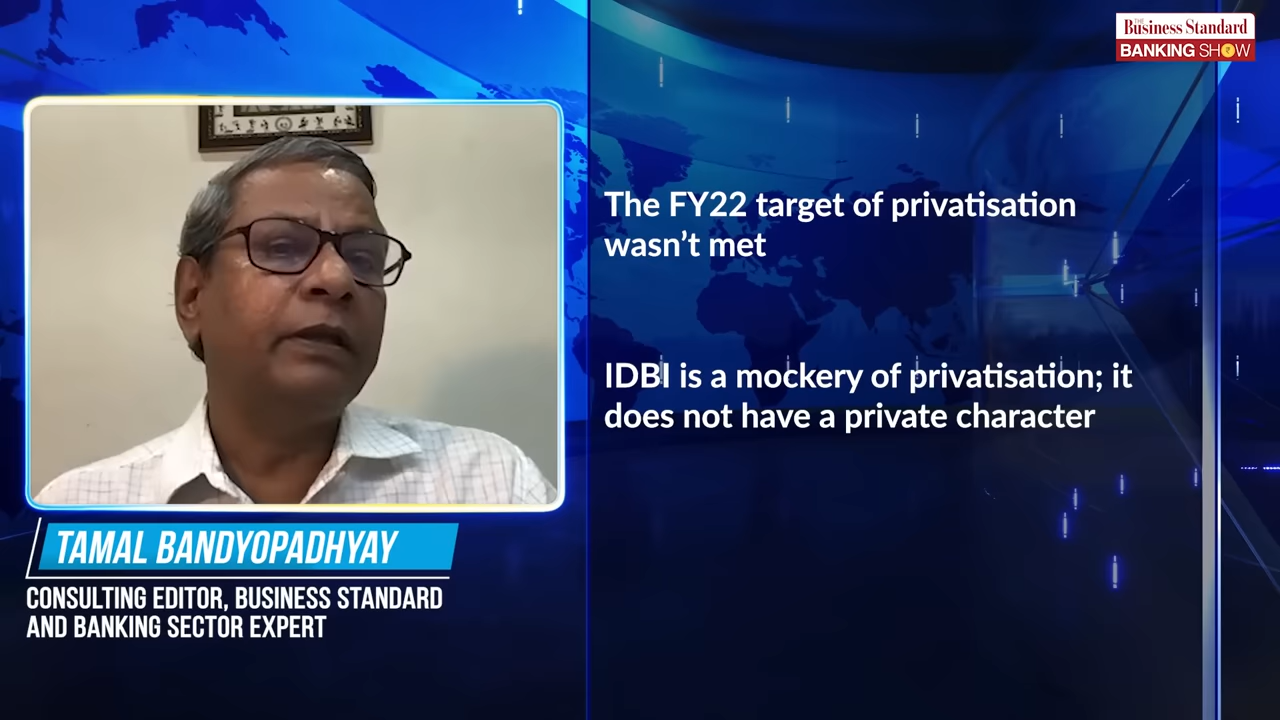 THE
Business Standard
BANKING SHOW
The FY22 target of privatisation
wasn't met
IDBI is a mockery of privatisation; it
does not have a private character
TAMAL BANDYOPADHYAY
CONSULTING EDITOR, BUSINESS STANDARD
AND BANKING SECTOR EXPERT